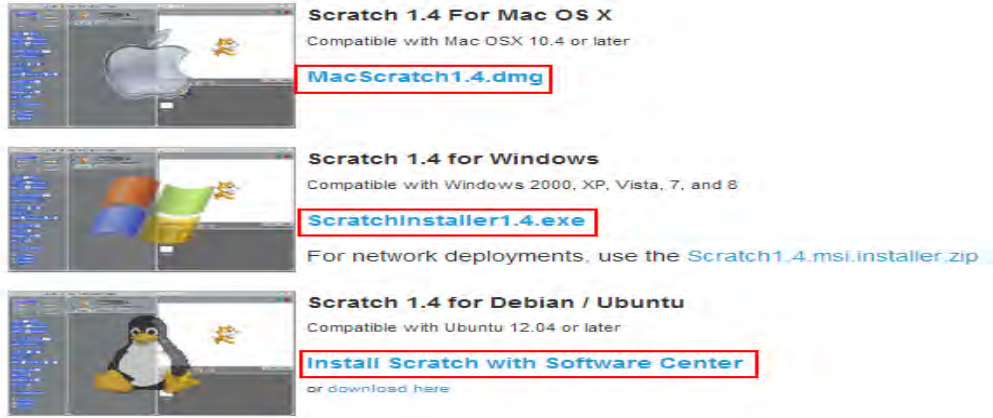 Scratch 1.4 For Mac OS X
Compatible with Mac OSX 10.4 or later
MacScratch1.4.dmg
Scratch 1.4 for Windows
Compatible with Windows 2000, XP, Vista, 7, and 8
ScratchInstaller1.4.exe
For network deployments, use the Scratch1.4.msi.installer.zip
Scratch 1.4 for Debian / Ubuntu
Compatible with Ubuntu 12.04 or later
Install Scratch with Software Center
or download here